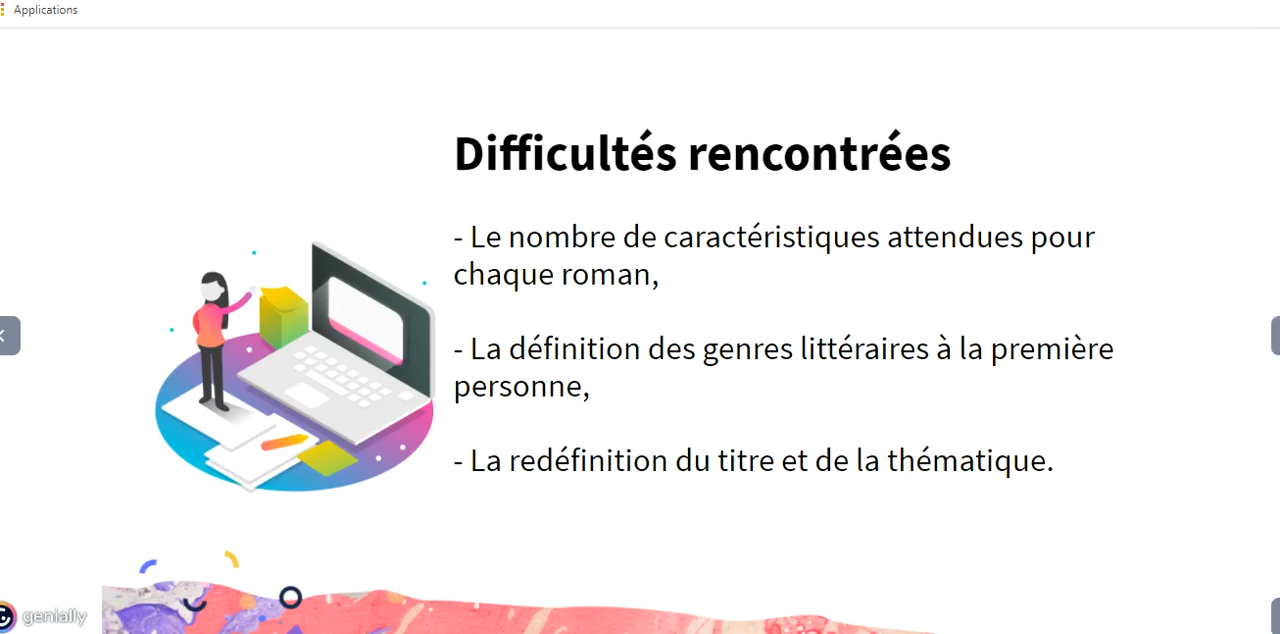 Applications
Difficultés rencontrées
- Le nombre de caractéristiques attendues pour
chaque roman,
- La définition des genres littéraires à la première
personne,
- La redéfinition du titre et de la thématique.
genially